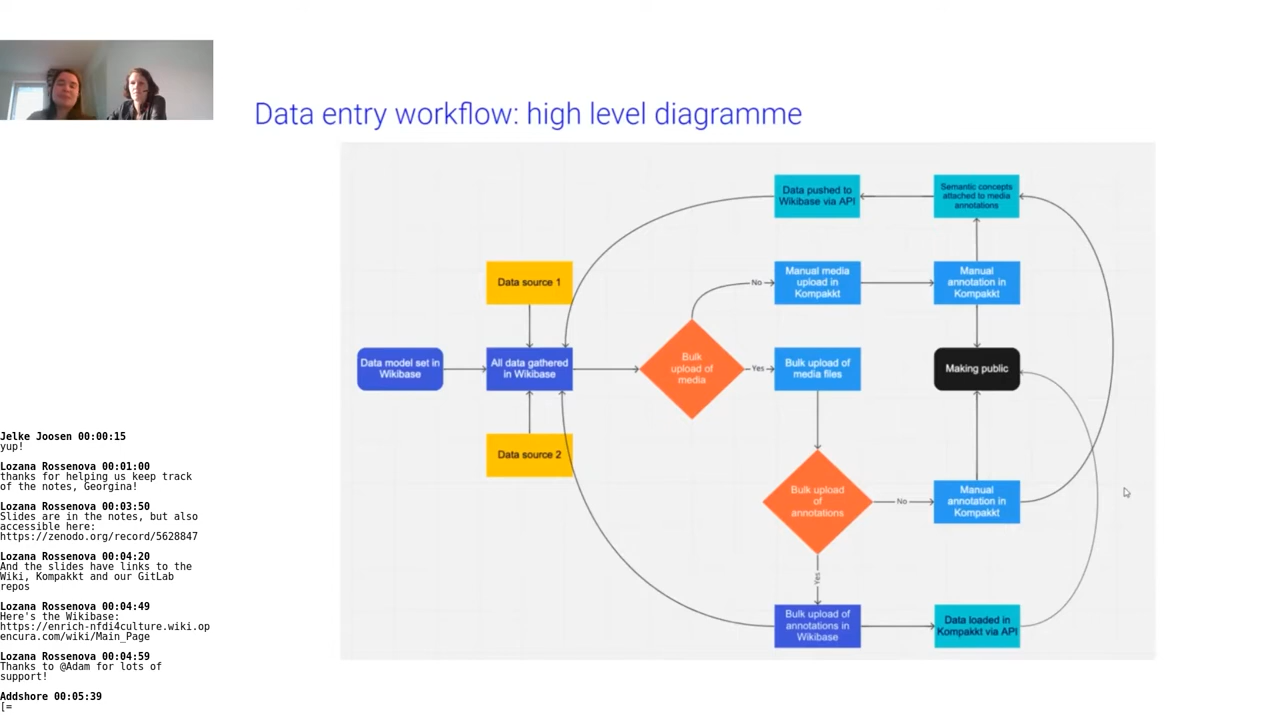 Data entry workflow: high level diagramme
Data pushed to
Wikibase via API
Semantic concepts
attached to media
annotations
Data source 1
No
Manual media
upload in
Kompakkt
Manual
annotation in
Kompakkt
Data model set in
Wikibase
All data gathered
in Wikibase
Bulk
upload of
media
Yes
Bulk upload of
media files
Making public
Data source 2
Bulk upload
of
annotations
No
Manual
annotation in
Kompakkt
Yes
Bulk upload of
annotations in
Wikibase
Data loaded in
Kompakkt via API
Jelke Joosen 00:00:15
yup!
Lozana Rossenova 00:01:00
thanks for helping us keep track
of the notes, Georgina!
Lozana Rossenova 00:03:50
Slides are in the notes, but also
accessible here:
https://zenodo.org/record/5628847
Lozana Rossenova 00:04:20
And the slides have links to the
Wiki, Kompakkt and our GitLab
repos
Lozana Rossenova 00:04:49
Here's the Wikibase:
https://enrich-nfdi4culture.wiki.op
encura.com/wiki/Main_Page
Lozana Rossenova 00:04:59
Thanks to @Adam for lots of
support!
Addshore 00:05:39
[=